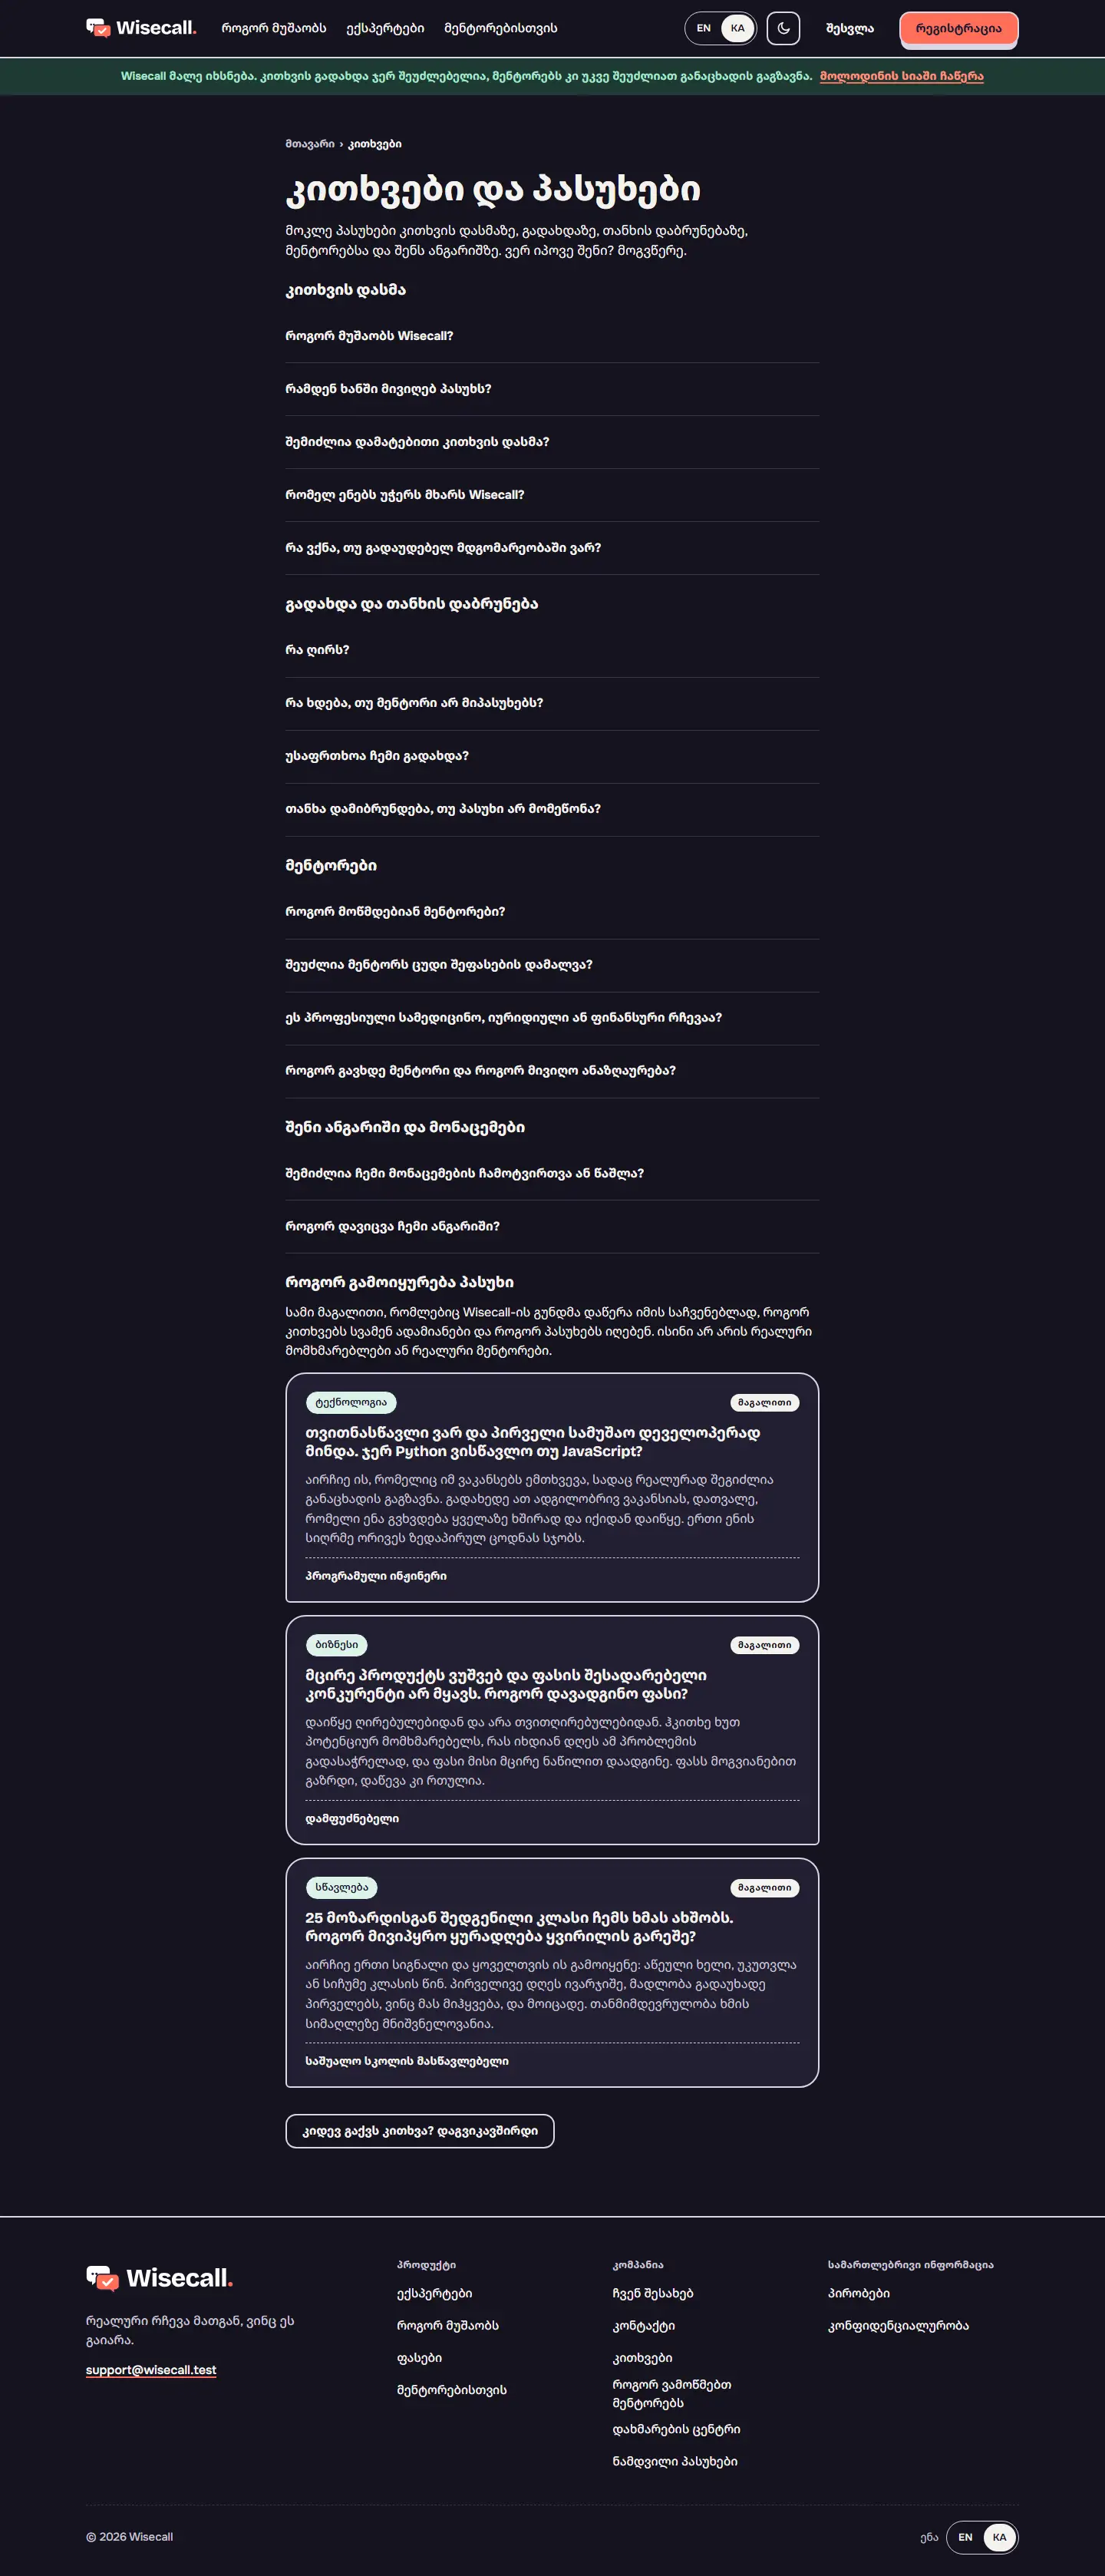 Wisecall.
როგორ მუშაობს
ექსპერტები
მენტორებისთვის
EN
KA
შესვლა
რეგისტრაცია
Wisecall მალე იხსნება. კითხვის გადახდა ჯერ შეუძლებელია, მენტორებს კი უკვე შეუძლიათ განაცხადის გაგზავნა. მოლოდინის სიაში ჩაწერა
მთავარი › კითხვები
კითხვები და პასუხები
მოკლე პასუხები კითხვის დასმაზე, გადახდაზე, თანხის დაბრუნებაზე,
მენტორებსა და შენს ანგარიშზე. ვერ იპოვე შენი? მოგვწერე.
კითხვის დასმა
როგორ მუშაობს Wisecall?
რამდენ ხანში მივიღებ პასუხს?
შემიძლია დამატებითი კითხვის დასმა?
რომელ ენებს უჭერს მხარს Wisecall?
რა ვქნა, თუ გადაუდებელ მდგომარეობაში ვარ?
გადახდა და თანხის დაბრუნება
რა ღირს?
რა ხდება, თუ მენტორი არ მიპასუხებს?
უსაფრთხოა ჩემი გადახდა?
თანხა დამიბრუნდება, თუ პასუხი არ მომეწონა?
მენტორები
როგორ მოწმდებიან მენტორები?
შეუძლია მენტორს ცუდი შეფასების დამალვა?
ეს პროფესიული სამედიცინო, იურიდიული ან ფინანსური რჩევაა?
როგორ გავხდე მენტორი და როგორ მივიღო ანაზღაურება?
შენი ანგარიში და მონაცემები
შემიძლია ჩემი მონაცემების ჩამოტვირთვა ან წაშლა?
როგორ დავიცვა ჩემი ანგარიში?
როგორ გამოიყურება პასუხი
სამი მაგალითი, რომლებიც Wisecall-ის გუნდმა დაწერა იმის საჩვენებლად, როგორ
კითხვებს სვამენ ადამიანები და როგორ პასუხებს იღებენ. ისინი არ არის რეალური
მომხმარებლები ან რეალური მენტორები.
ტექნოლოგია
მაგალითი
თვითნასწავლი ვარ და პირველი სამუშაო დეველოპერად
მინდა. ჯერ Python ვისწავლო თუ JavaScript?
აირჩიე ის, რომელიც იმ ვაკანსებს ემთხვევა, სადაც რეალურად შეგიძლია
განაცხადის გაგზავნა. გადახედე ათ ადგილობრივ ვაკანსიას, დათვალე,
რომელი ენა გვხვდება ყველაზე ხშირად და იქიდან დაიწყე. ერთი ენის
სიღრმე ორივეს ზედაპირულ ცოდნას სჯობს.
პროგრამული ინჟინერი
ბიზნესი
მაგალითი
მცირე პროდუქტს ვუშვებ და ფასის შესადარებელი
კონკურენტი არ მყავს. როგორ დავადგინო ფასი?
დაიწყე ღირებულებიდან და არა თვითღირებულებიდან. ჰკითხე ხუთ
პოტენციურ მომხმარებელს, რას იხდიან დღეს ამ პრობლემის
გადასაჭრელად, და ფასი მისი მცირე ნაწილით დაადგინე. ფასს მოგვიანებით
გაზრდი, დაწევა კი რთულია.
დამფუძნებელი
სწავლება
მაგალითი
25 მოზარდისგან შედგენილი კლასი ჩემს ხმას ახშობს.
როგორ მივიპყრო ყურადღება ყვირილის გარეშე?
აირჩიე ერთი სიგნალი და ყოველთვის ის გამოიყენე: აწეული ხელი, უკუთვლა
ან სიჩუმე კლასის წინ. პირველივე დღეს ივარჯიშე, მადლობა გადაუხადე
პირველებს, ვინც მას მიჰყვება, და მოიცადე. თანმიმდევრულობა ხმის
სიმაღლეზე მნიშვნელოვანია.
საშუალო სკოლის მასწავლებელი
კიდევ გაქვს კითხვა? დაგვიკავშირდი
Wisecall.
რეალური რჩევა მათგან, ვინც ეს
გაიარა.
support@wisecall.test
პროდუქტი
ექსპერტები
როგორ მუშაობს
ფასები
მენტორებისთვის
კომპანია
ჩვენ შესახებ
კონტაქტი
კითხვები
როგორ ვამოწმებთ
მენტორებს
დახმარების ცენტრი
ნამდვილი პასუხები
სამართლებრივი ინფორმაცია
პირობები
კონფიდენციალურობა
© 2026 Wisecall
ენა
EN
KA